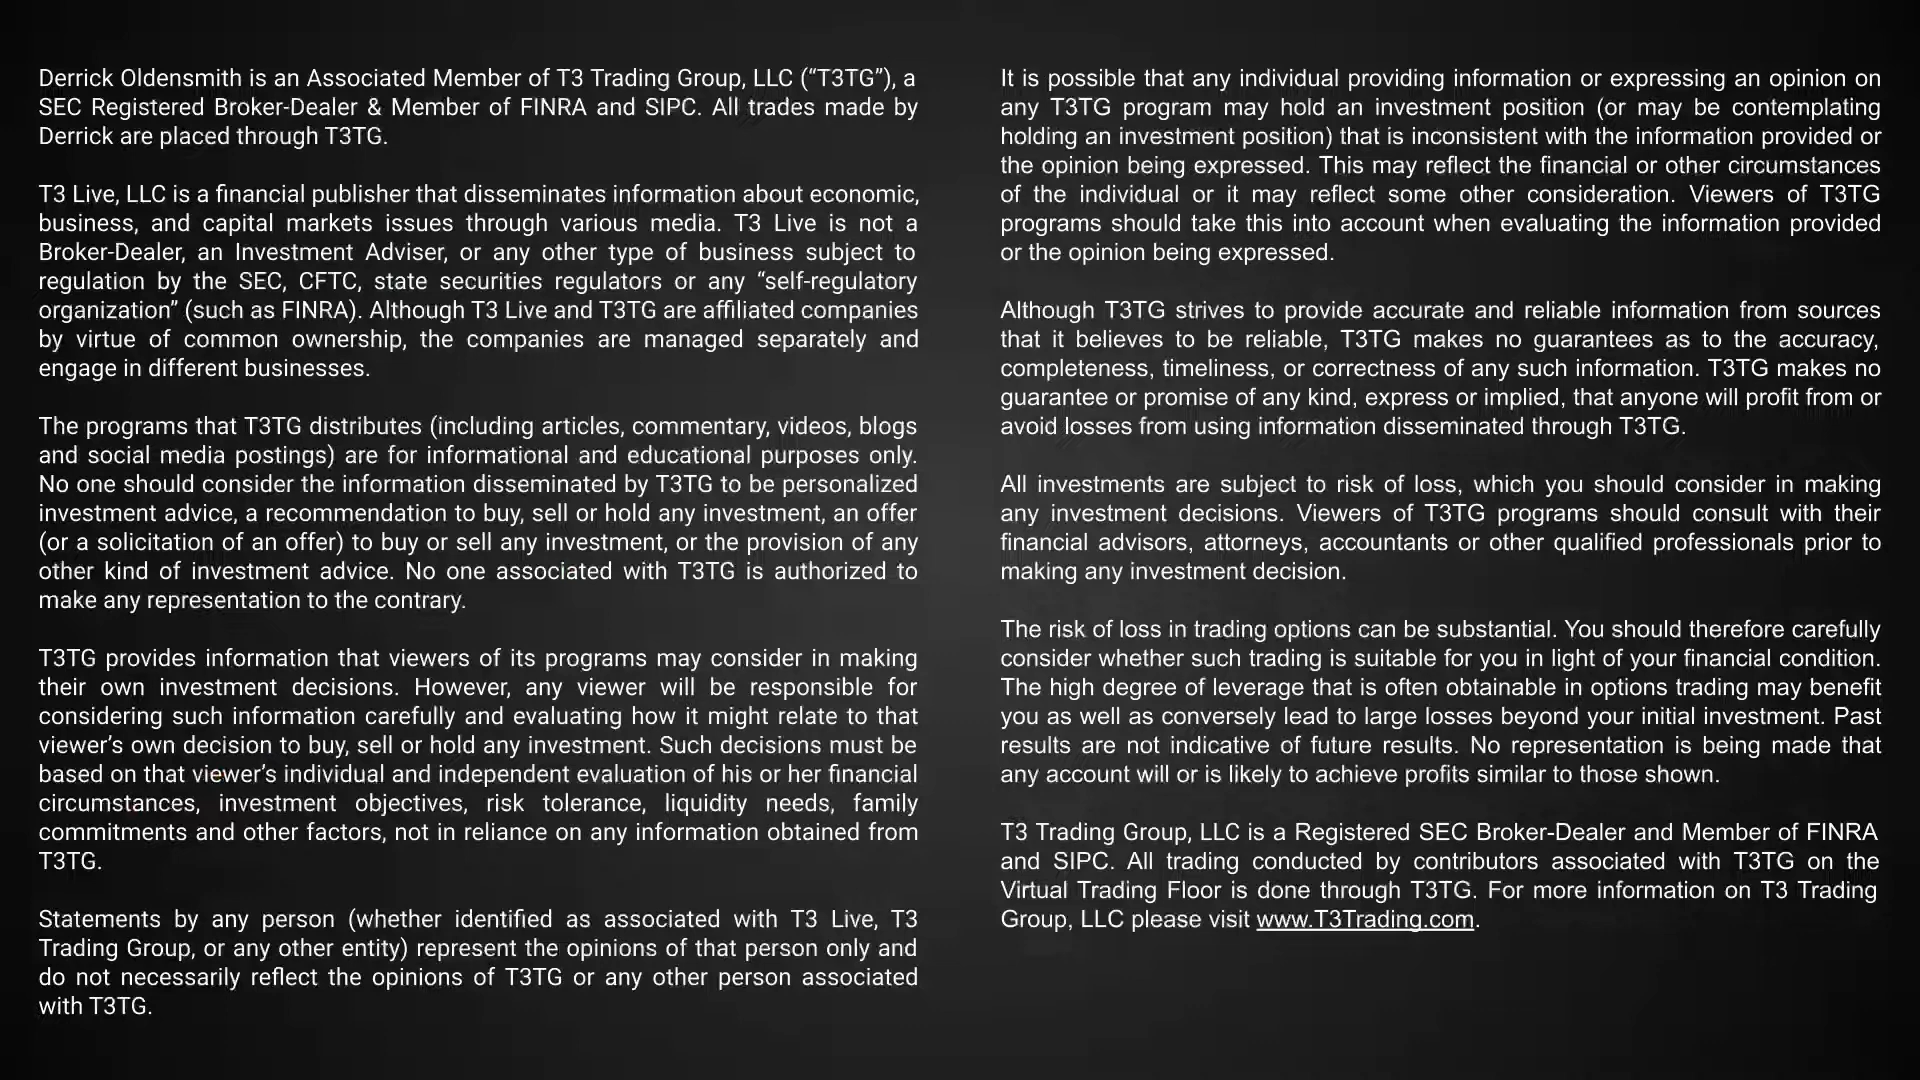 Derrick Oldensmith is an Associated Member of T3 Trading Group, LLC (“T3TG”), a
SEC Registered Broker-Dealer & Member of FINRA and SIPC. All trades made by
Derrick are placed through T3TG.
T3 Live, LLC is a financial publisher that disseminates information about economic,
business, and capital markets issues through various media. T3 Live is not a
Broker-Dealer, an Investment Adviser, or any other type of business subject to
regulation by the SEC, CFTC, state securities regulators or any “self-regulatory
organization” (such as FINRA). Although T3 Live and T3TG are affiliated companies
by virtue of common ownership, the companies are managed separately and
engage in different businesses.
The programs that T3TG distributes (including articles, commentary, videos, blogs
and social media postings) are for informational and educational purposes only.
No one should consider the information disseminated by T3TG to be personalized
investment advice, a recommendation to buy, sell or hold any investment, an offer
(or a solicitation of an offer) to buy or sell any investment, or the provision of any
other kind of investment advice. No one associated with T3TG is authorized to
make any representation to the contrary.
T3TG provides information that viewers of its programs may consider in making
their own investment decisions. However, any viewer will be responsible for
considering such information carefully and evaluating how it might relate to that
viewer’s own decision to buy, sell or hold any investment. Such decisions must be
based on that viewer’s individual and independent evaluation of his or her financial
circumstances, investment objectives, risk tolerance, liquidity needs, family
commitments and other factors, not in reliance on any information obtained from
T3TG.
Statements by any person (whether identified as associated with T3 Live, T3
Trading Group, or any other entity) represent the opinions of that person only and
do not necessarily reflect the opinions of T3TG or any other person associated
with T3TG.
It is possible that any individual providing information or expressing an opinion on
any T3TG program may hold an investment position (or may be contemplating
holding an investment position) that is inconsistent with the information provided or
the opinion being expressed. This may reflect the financial or other circumstances
of the individual or it may reflect some other consideration. Viewers of T3TG
programs should take this into account when evaluating the information provided
or the opinion being expressed.
Although T3TG strives to provide accurate and reliable information from sources
that it believes to be reliable, T3TG makes no guarantees as to the accuracy,
completeness, timeliness, or correctness of any such information. T3TG makes no
guarantee or promise of any kind, express or implied, that anyone will profit from or
avoid losses from using information disseminated through T3TG.
All investments are subject to risk of loss, which you should consider in making
any investment decisions. Viewers of T3TG programs should consult with their
financial advisors, attorneys, accountants or other qualified professionals prior to
making any investment decision.
The risk of loss in trading options can be substantial. You should therefore carefully
consider whether such trading is suitable for you in light of your financial condition.
The high degree of leverage that is often obtainable in options trading may benefit
you as well as conversely lead to large losses beyond your initial investment. Past
results are not indicative of future results. No representation is being made that
any account will or is likely to achieve profits similar to those shown.
T3 Trading Group, LLC is a Registered SEC Broker-Dealer and Member of FINRA
and SIPC. All trading conducted by contributors associated with T3TG on the
Virtual Trading Floor is done through T3TG. For more information on T3 Trading
Group, LLC please visit www.T3Trading.com.